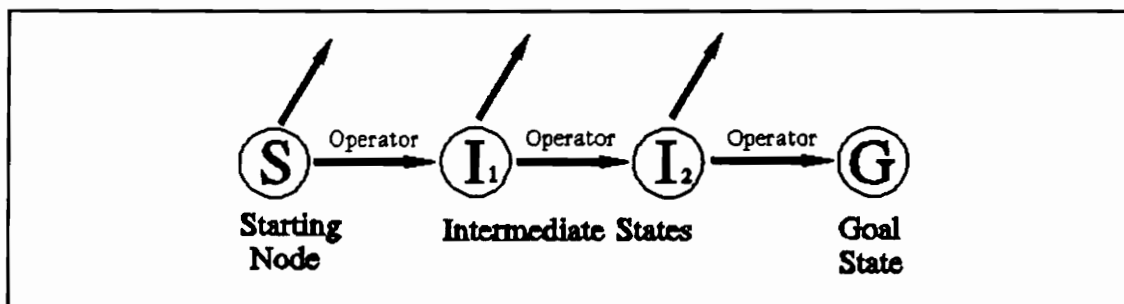 Operator Operator Operator
S I1 I2 G
Starting Node
Intermediate States
Goal State